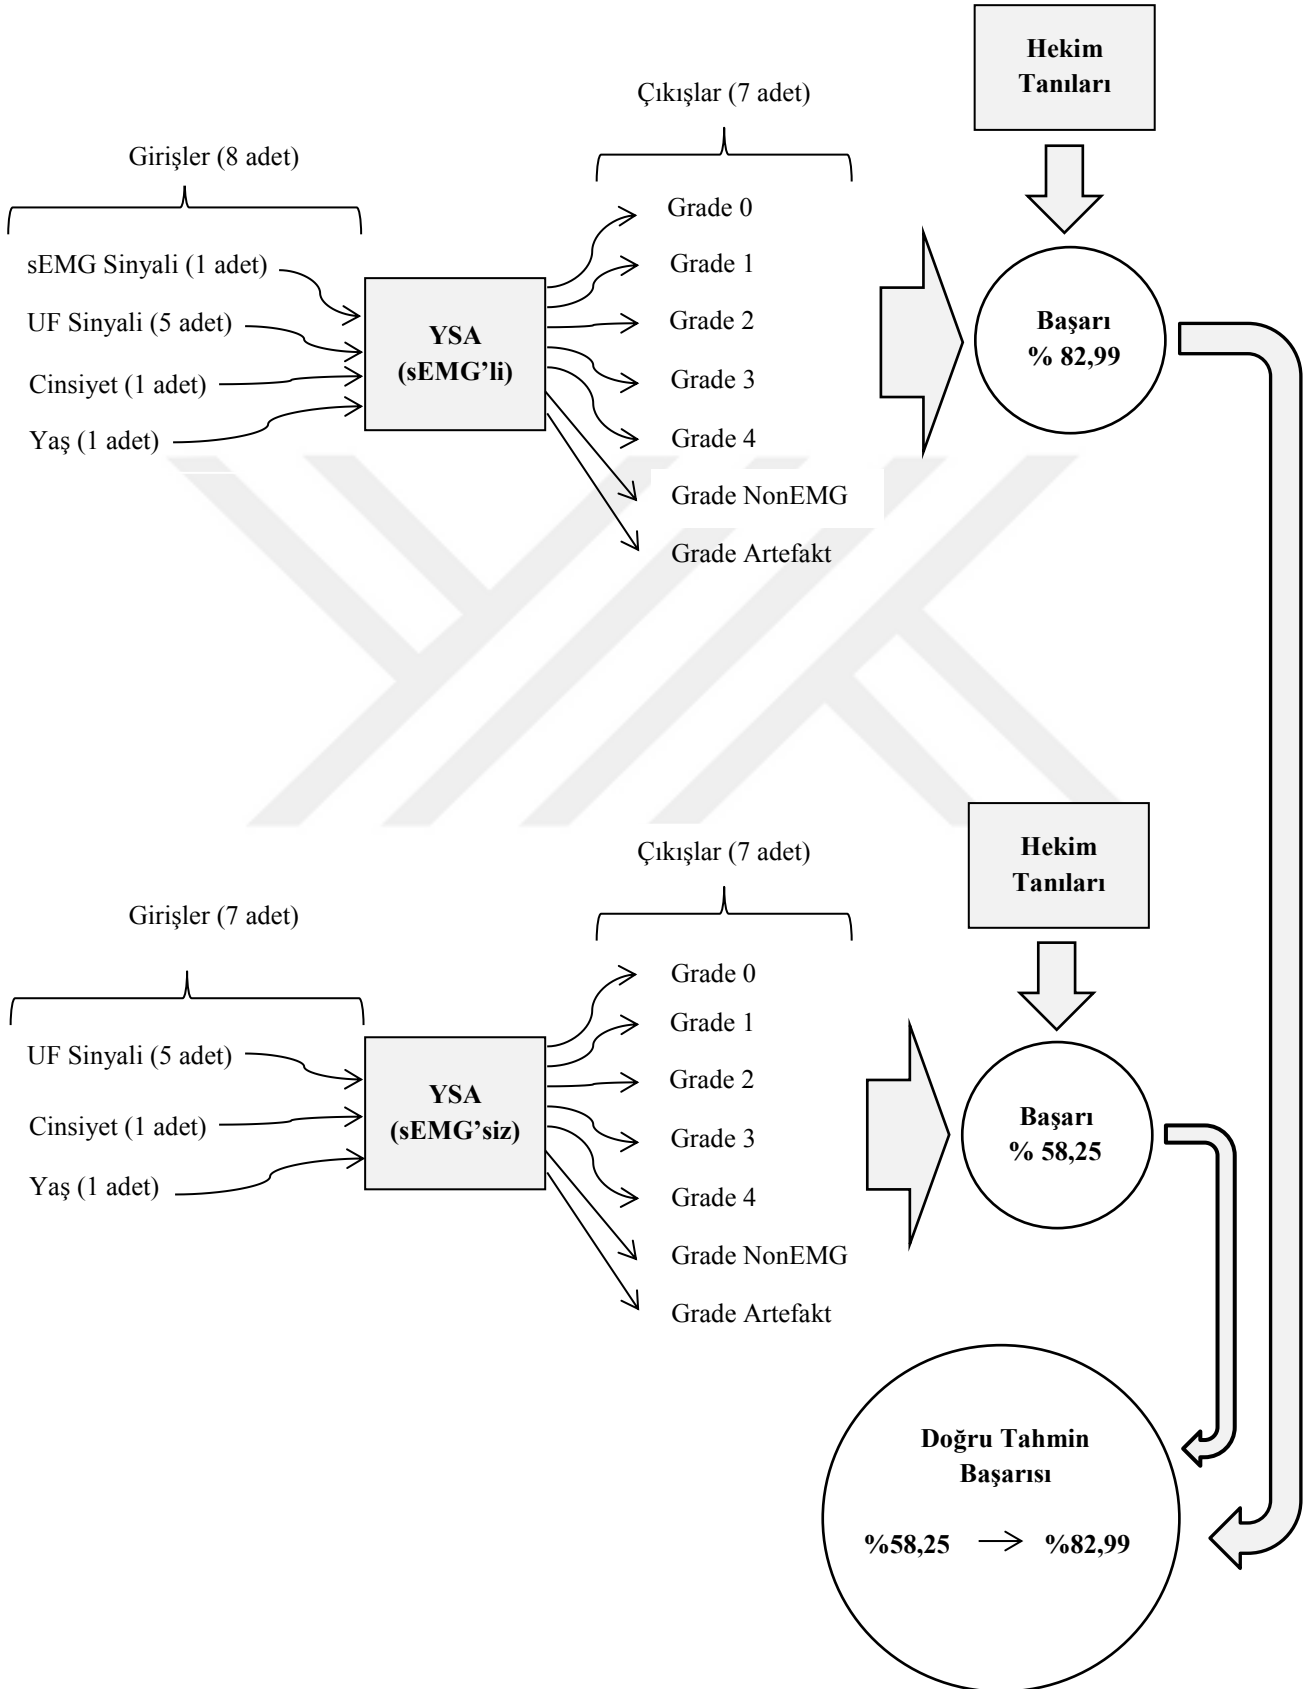 Hekim
Tanıları
Çıkışlar (7 adet)
Girişler (8 adet)
sEMG Sinyali (1 adet)
UF Sinyali (5 adet)
Cinsiyet (1 adet)
Yaş (1 adet)
YSA
(sEMG’li)
Grade 0
Grade 1
Grade 2
Grade 3
Grade 4
Grade NonEMG
Grade Artefakt
Başarı
% 82,99
Hekim
Tanıları
Çıkışlar (7 adet)
Girişler (7 adet)
UF Sinyali (5 adet)
Cinsiyet (1 adet)
Yaş (1 adet)
YSA
(sEMG’siz)
Grade 0
Grade 1
Grade 2
Grade 3
Grade 4
Grade NonEMG
Grade Artefakt
Başarı
% 58,25
Doğru Tahmin
Başarısı
%58,25 → %82,99